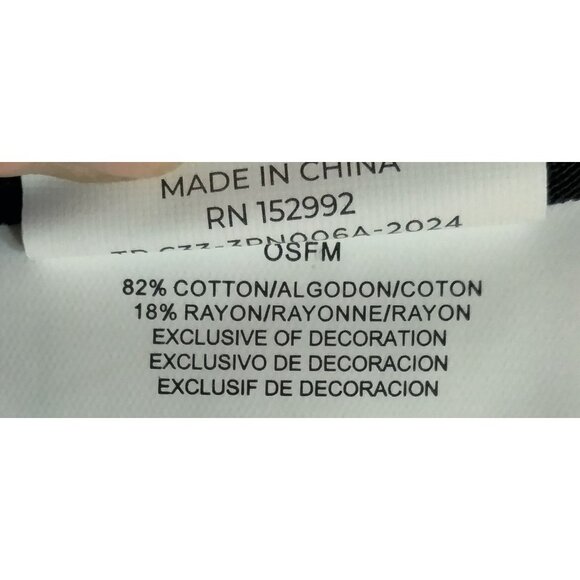 MADE IN CHINA
RN 152992
OSFM
82% COTTON/ALGODON/COTON
18% RAYON/RAYONNE/RAYON
EXCLUSIVE OF DECORATION
EXCLUSIVO DE DECORACION
EXCLUSIF DE DECORACION